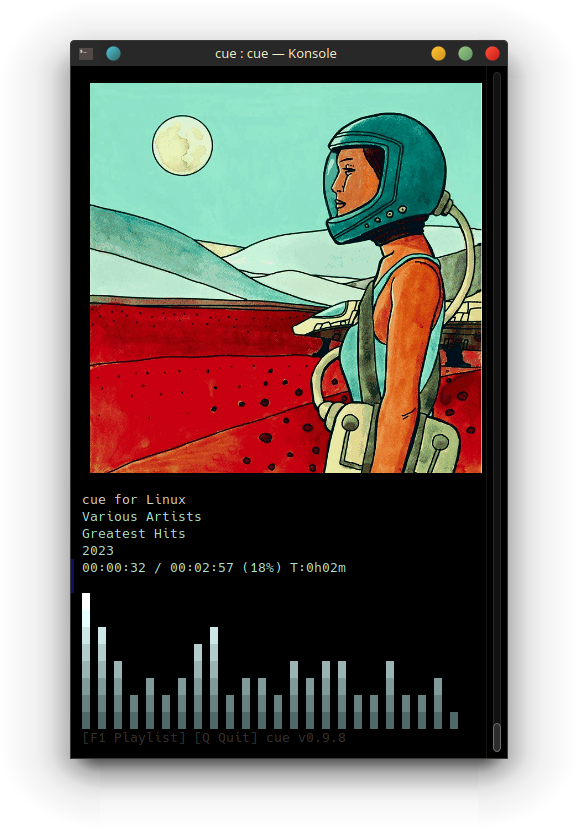 cue : cue — Konsole
cue for Linux
Various Artists
Greatest Hits
2023
00:00:32 / 00:02:57 (18%) T:0h02m
[F1 Playlist] [Q Quit] cue v0.9.8